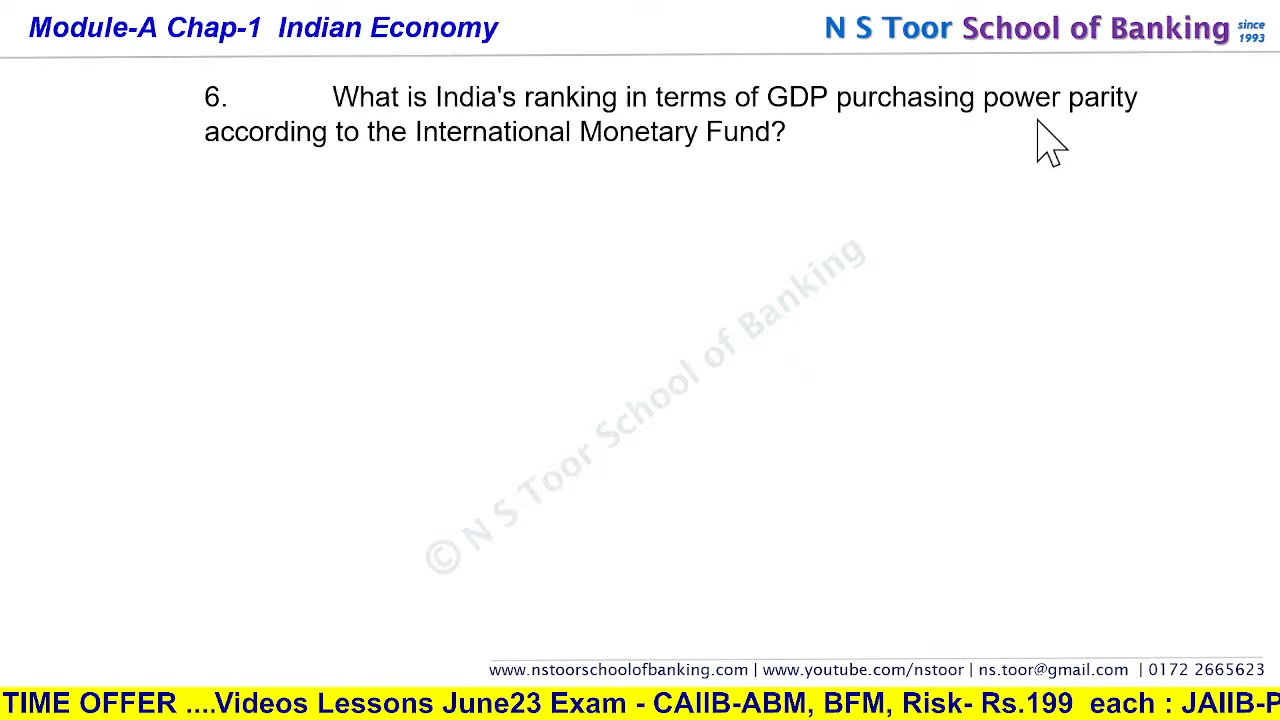 Module-A Chap-1 Indian Economy
N S Toor School of Banking since 1993
6. What is India's ranking in terms of GDP purchasing power parity
according to the International Monetary Fund?
© N S Toor School of Banking
www.nstoorschoolofbanking.com | www.youtube.com/nstoor | ns.toor@gmail.com | 0172 2665623
TIME OFFER ....Videos Lessons June23 Exam - CAIIB-ABM, BFM, Risk- Rs.199 each : JAIIB-P